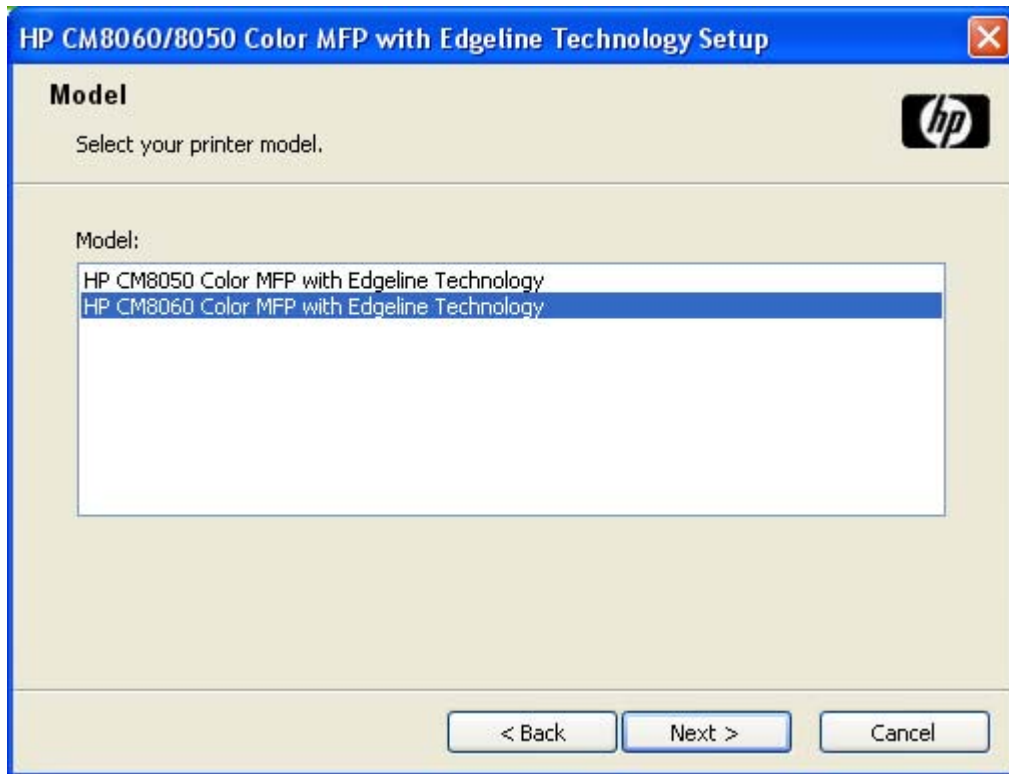 HP CM8060/8050 Color MFP with Edgeline Technology Setup
Model
Select your printer model.
hp
Model:
HP CM8050 Color MFP with Edgeline Technology
HP CM8060 Color MFP with Edgeline Technology
< Back
Next >
Cancel